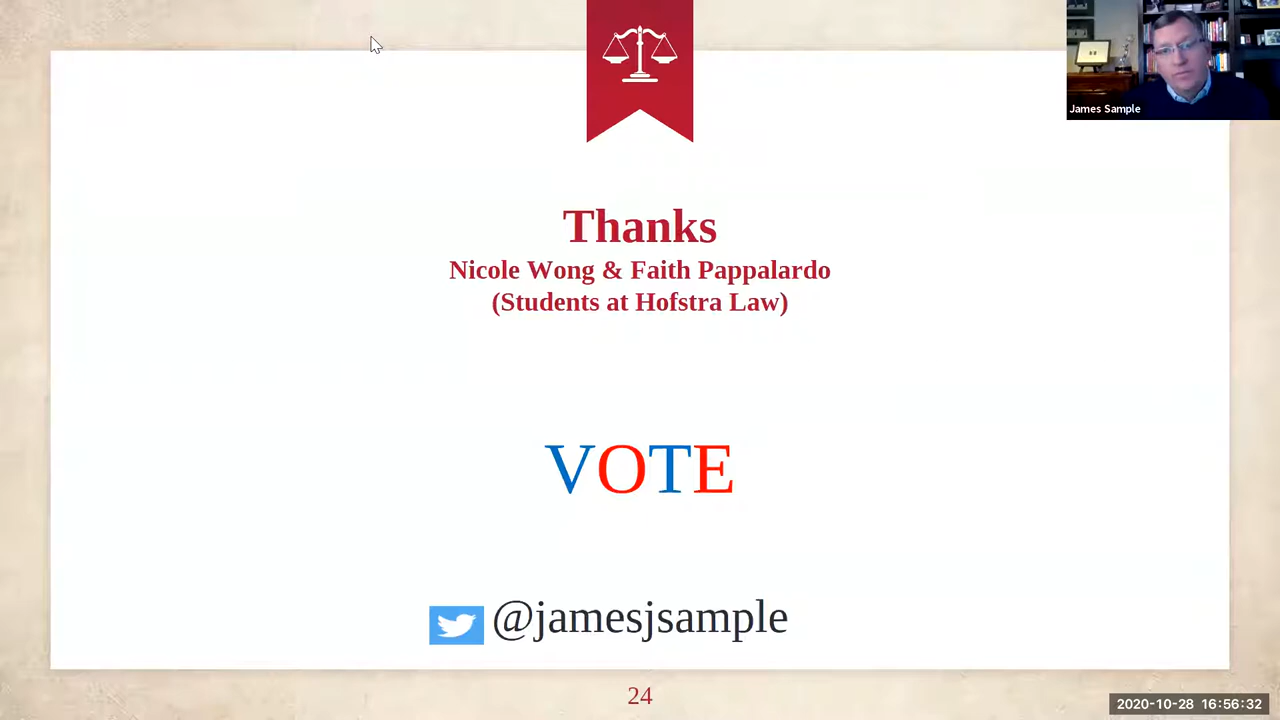 James Sample
Thanks
Nicole Wong & Faith Pappalardo
(Students at Hofstra Law)
VOTE
@jamesjsample
24
2020-10-28 16:56:32